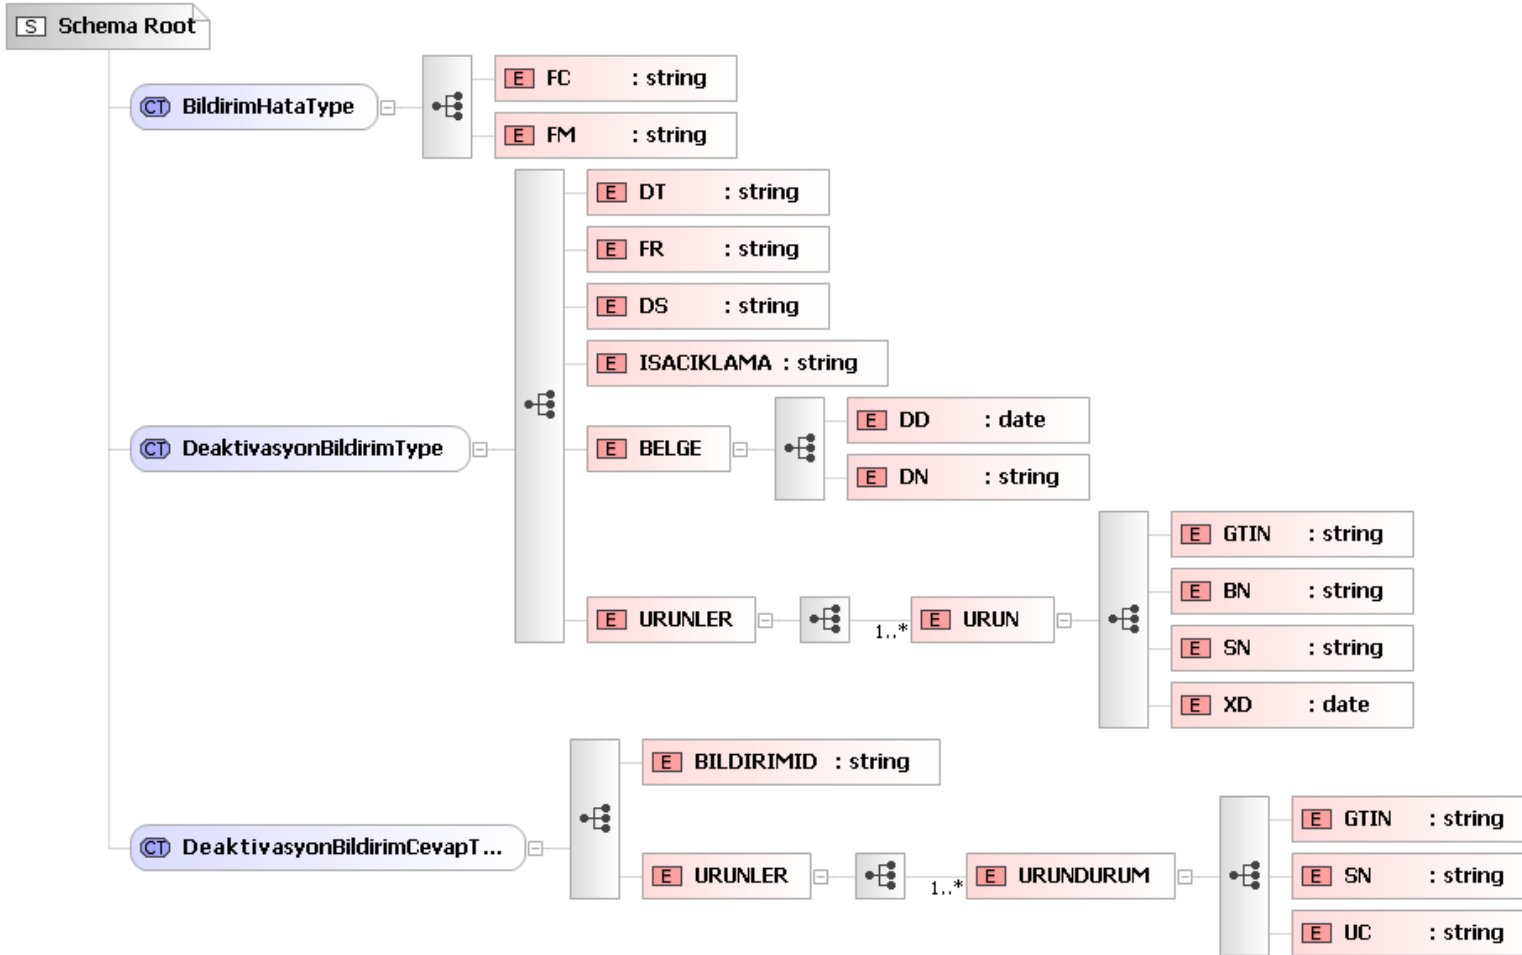 S Schema Root
CT BildirimHataType
E FC : string
E FM : string
CT DeaktivasyonBildirimType
E DT : string
E FR : string
E DS : string
E ISACIKLAMA : string
E BELGE
E DD : date
E DN : string
E URUNLER
1..*
E URUN
E GTIN : string
E BN : string
E SN : string
E XD : date
CT DeaktivasyonBildirimCevapT...
E BILDIRIMID : string
E URUNLER
1..*
E URUNDURUM
E GTIN : string
E SN : string
E UC : string